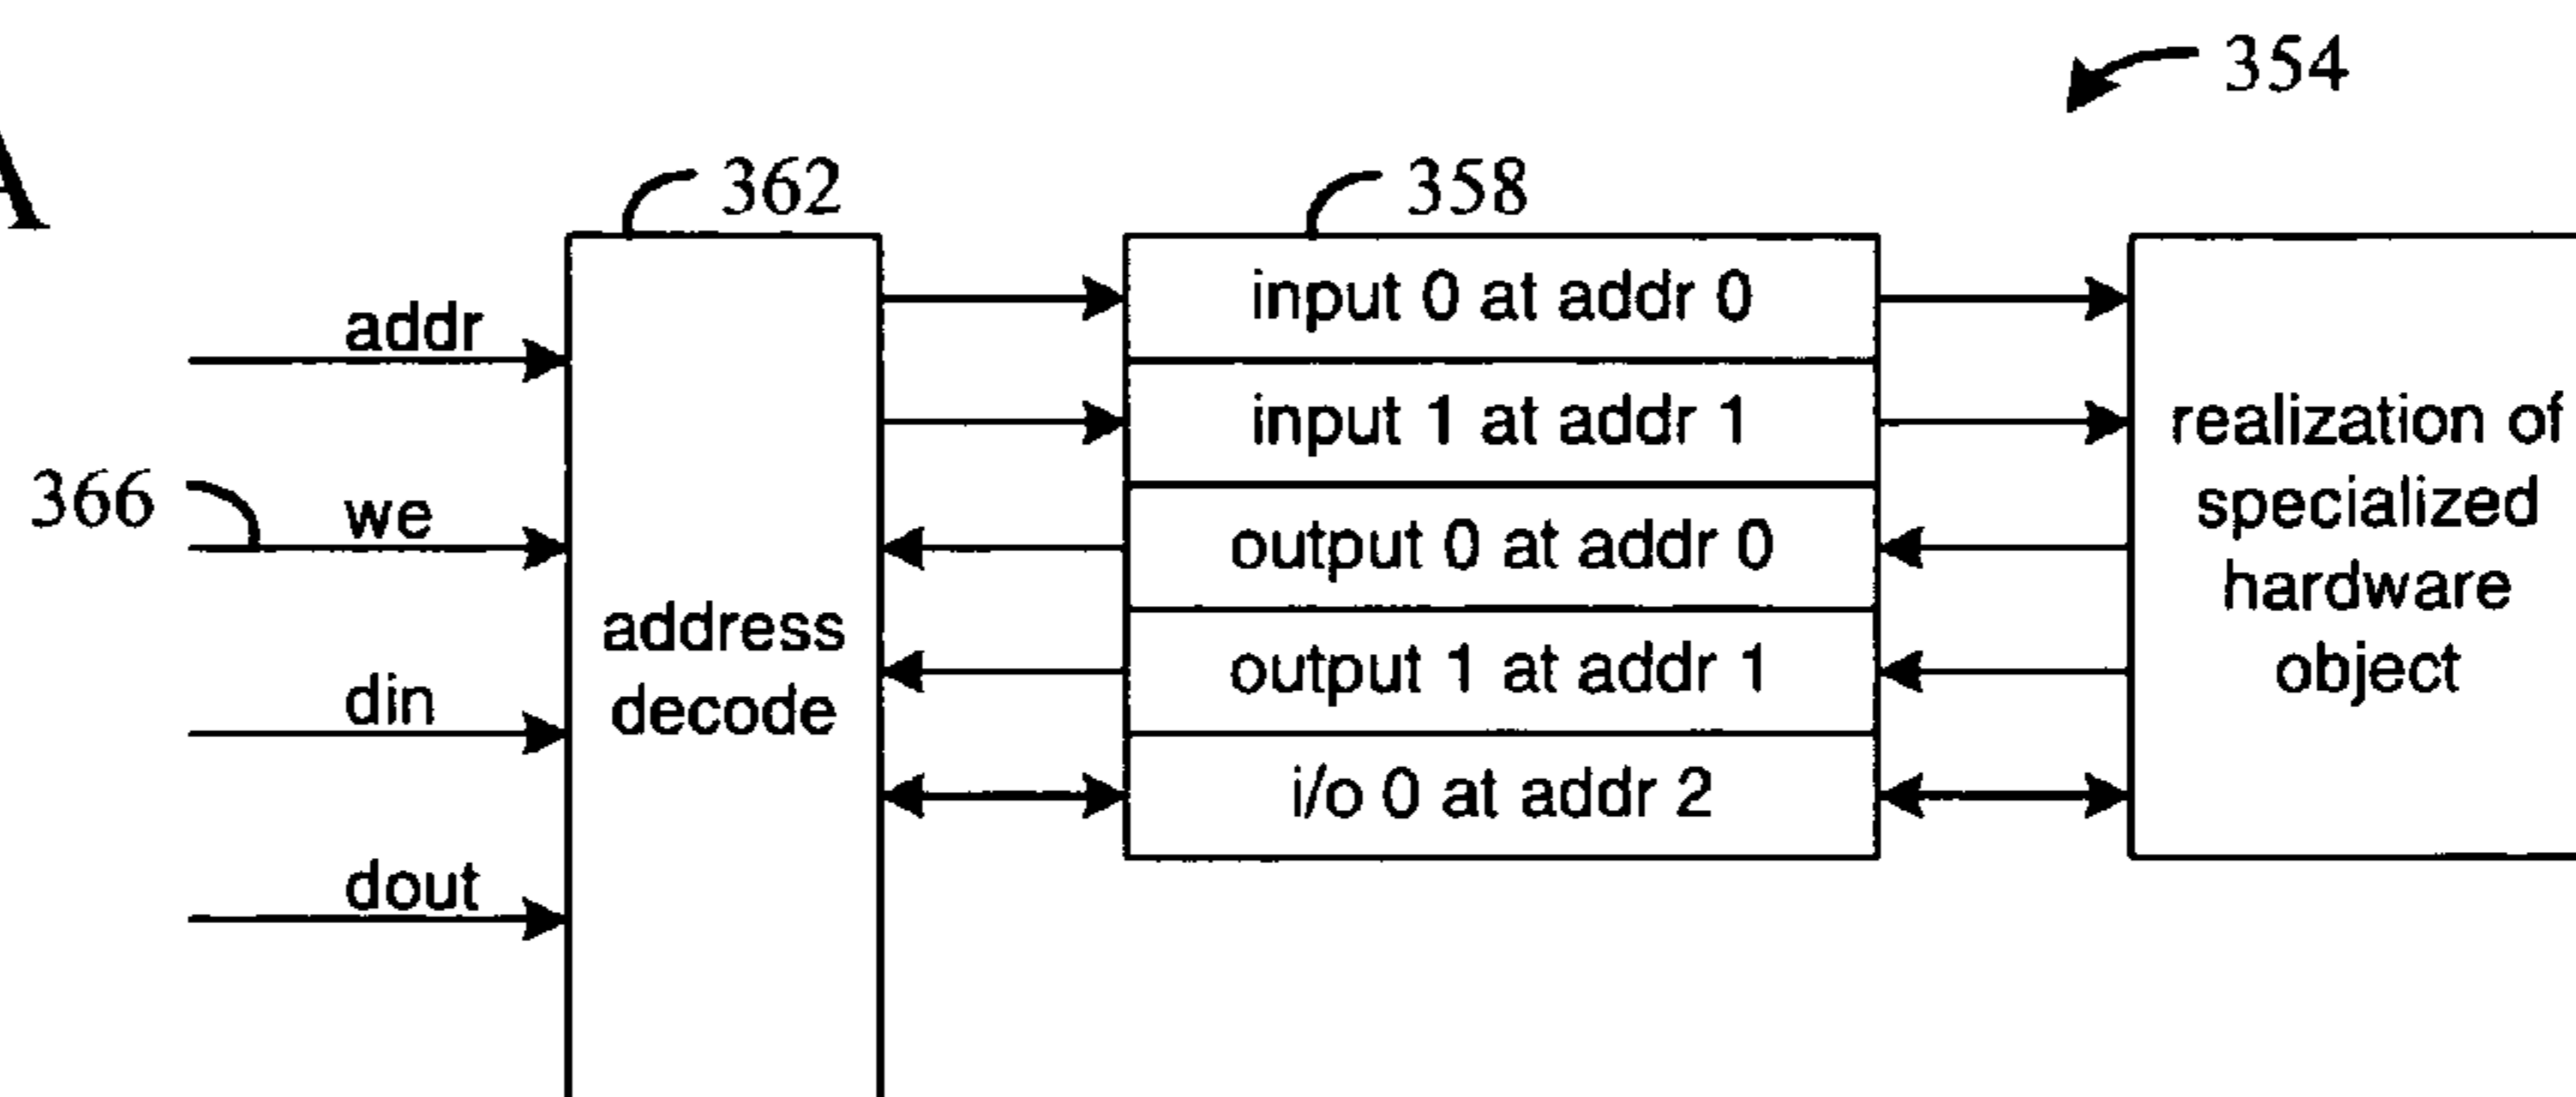 354
A
362
358
addr
input 0 at addr 0
input 1 at addr 1
366
we
output 0 at addr 0
din
output 1 at addr 1
i/o 0 at addr 2
dout
address
decode
realization of
specialized
hardware
object